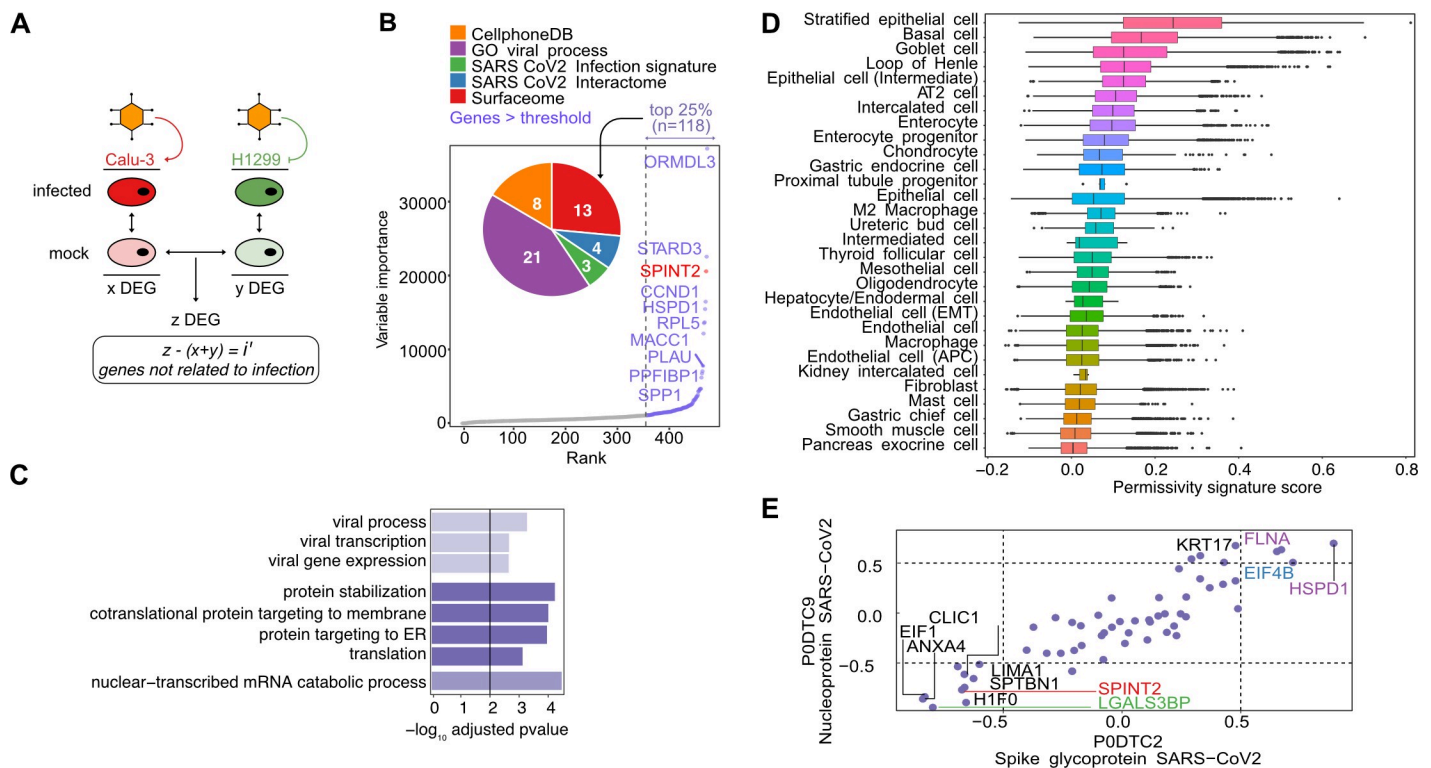 A
Calu-3
H1299
infected
mock
x DEG
y DEG
z DEG
z - (x+y) = i'
genes not related to infection
B
CellphoneDB
GO viral process
SARS CoV2 Infection signature
SARS CoV2 Interactome
Surfaceome
Genes > threshold
top 25%
(n=118)
ORMDL3
STARD3
SPINT2
CCND1
HSPD1
RPL5
MACC1
PLAU
PPFIBP1
SPP1
8
13
4
3
21
Variable importance
30000
20000
10000
0
0
100
200
300
400
Rank
C
viral process
viral transcription
viral gene expression
protein stabilization
cotranslational protein targeting to membrane
protein targeting to ER
translation
nuclear−transcribed mRNA catabolic process
0
1
2
2
3
4
−log10 adjusted pvalue
D
Stratified epithelial cell
Basal cell
Goblet cell
Loop of Henle
Epithelial cell (Intermediate)
AT2 cell
Intercalated cell
Enterocyte
Enterocyte progenitor
Chondrocyte
Gastric endocrine cell
Proximal tubule progenitor
Epithelial cell
M2 Macrophage
Ureteric bud cell
Intermediated cell
Thyroid follicular cell
Mesothelial cell
Oligodendrocyte
Hepatocyte/Endodermal cell
Endothelial cell (EMT)
Endothelial cell
Macrophage
Endothelial cell (APC)
Kidney intercalated cell
Fibroblast
Mast cell
Gastric chief cell
Smooth muscle cell
Pancreas exocrine cell
−0.2
0.0
0.2
0.4
0.6
0.8
Permissivity signature score
E
P0DTC9
Nucleoprotein SARS−CoV2
0.5
0.0
−0.5
KRT17
FLNA
EIF4B
HSPD1
CLIC1
EIF1
ANXA4
LIMA1
SPTBN1
H1F0
SPINT2
LGALS3BP
−0.5
0.0
0.5
P0DTC2
Spike glycoprotein SARS−CoV2